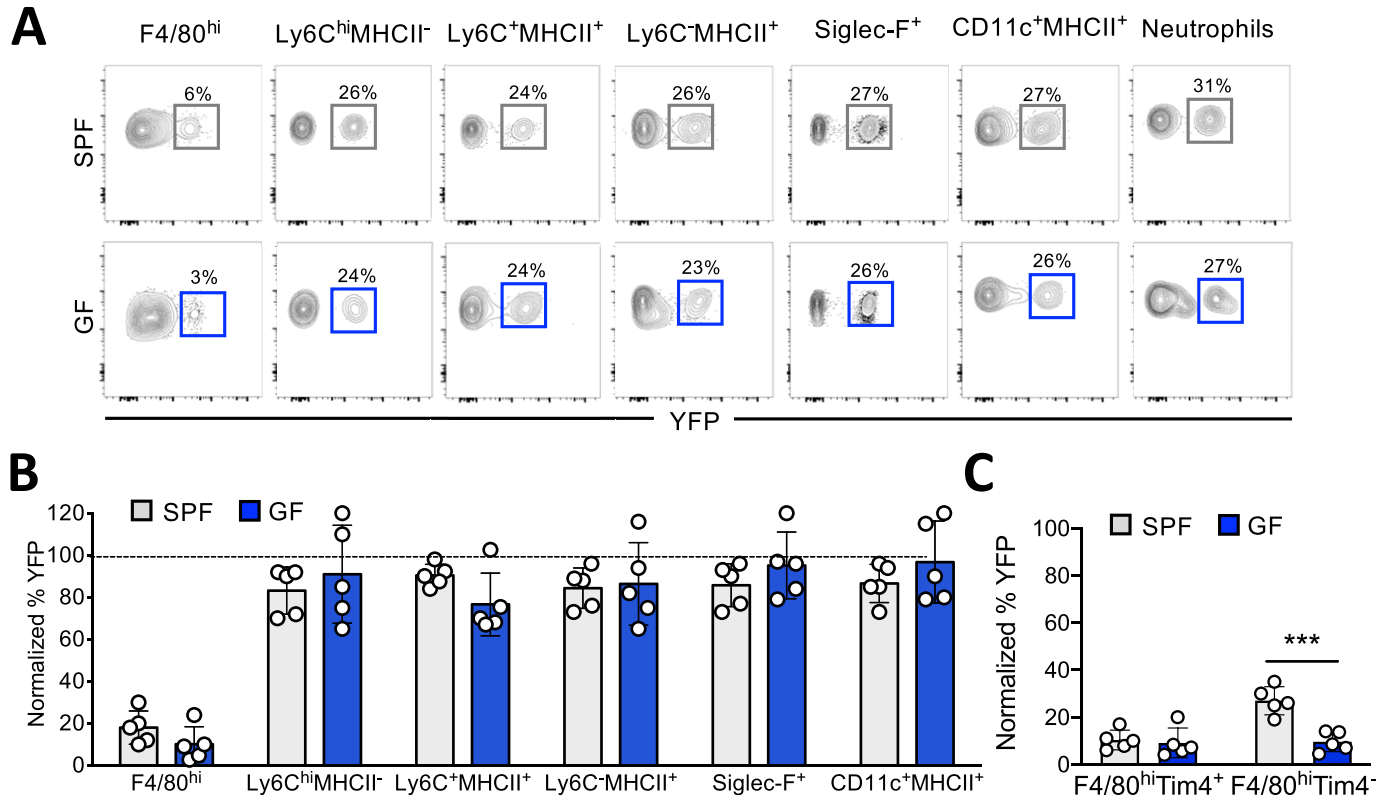 A
F4/80hi Ly6ChiMHCII- Ly6C+MHCII+ Ly6C-MHCII+ Siglec-F+ CD11c+MHCII+ Neutrophils
SPF
6% 26% 24% 26% 27% 27% 31%
GF
3% 24% 24% 23% 26% 26% 27%
YFP
B
SPF GF
Normalized % YFP
120
100
80
60
40
20
0
F4/80hi Ly6ChiMHCII- Ly6C+MHCII+ Ly6C-MHCII+ Siglec-F+ CD11c+MHCII+
C
SPF GF
Normalized % YFP
100
80
60
40
20
0
***
F4/80hiTim4+ F4/80hiTim4-